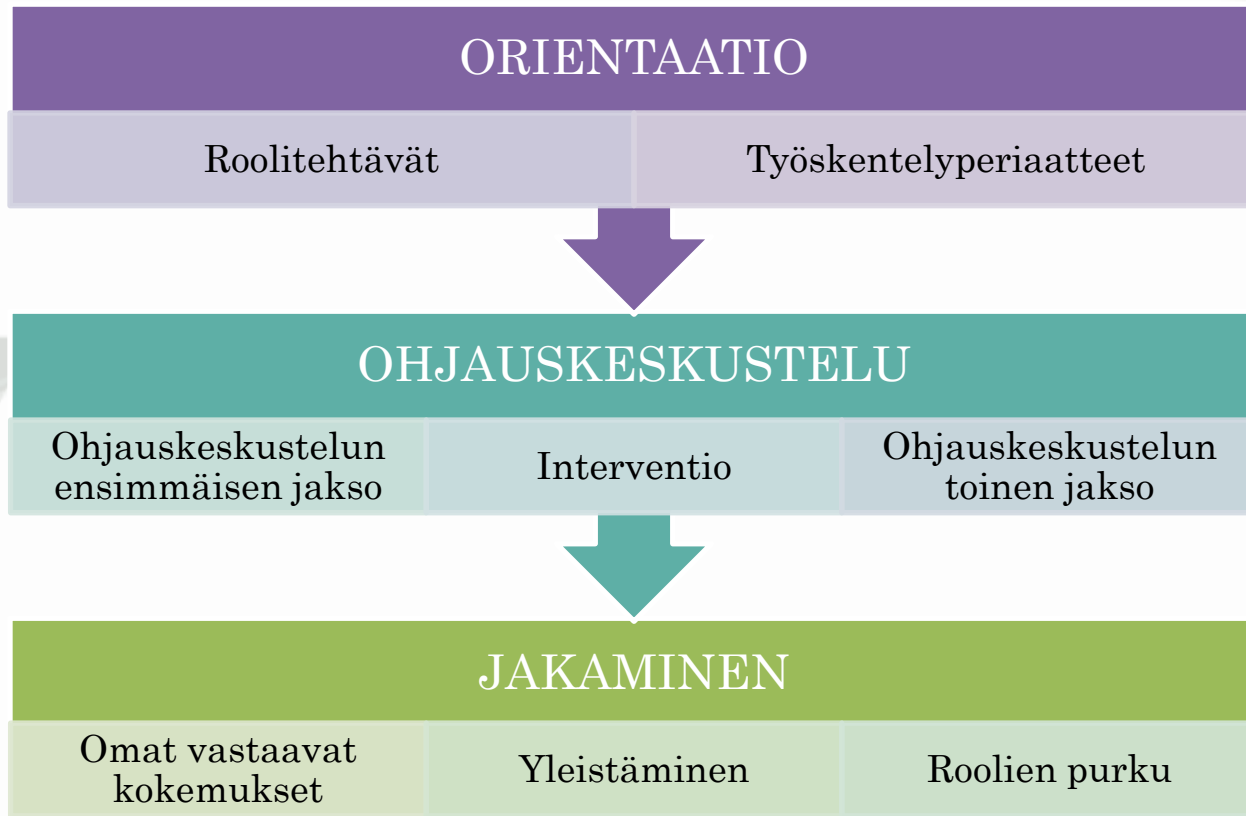 ORIENTAATIO
Roolitehtävät
Työskentelyperiaatteet
OHJAUSKESKUSTELU
Ohjauskeskustelun
ensimmäisen jakso
Interventio
Ohjauskeskustelun
toinen jakso
JAKAMINEN
Omat vastaavat
kokemukset
Yleistäminen
Roolien purku